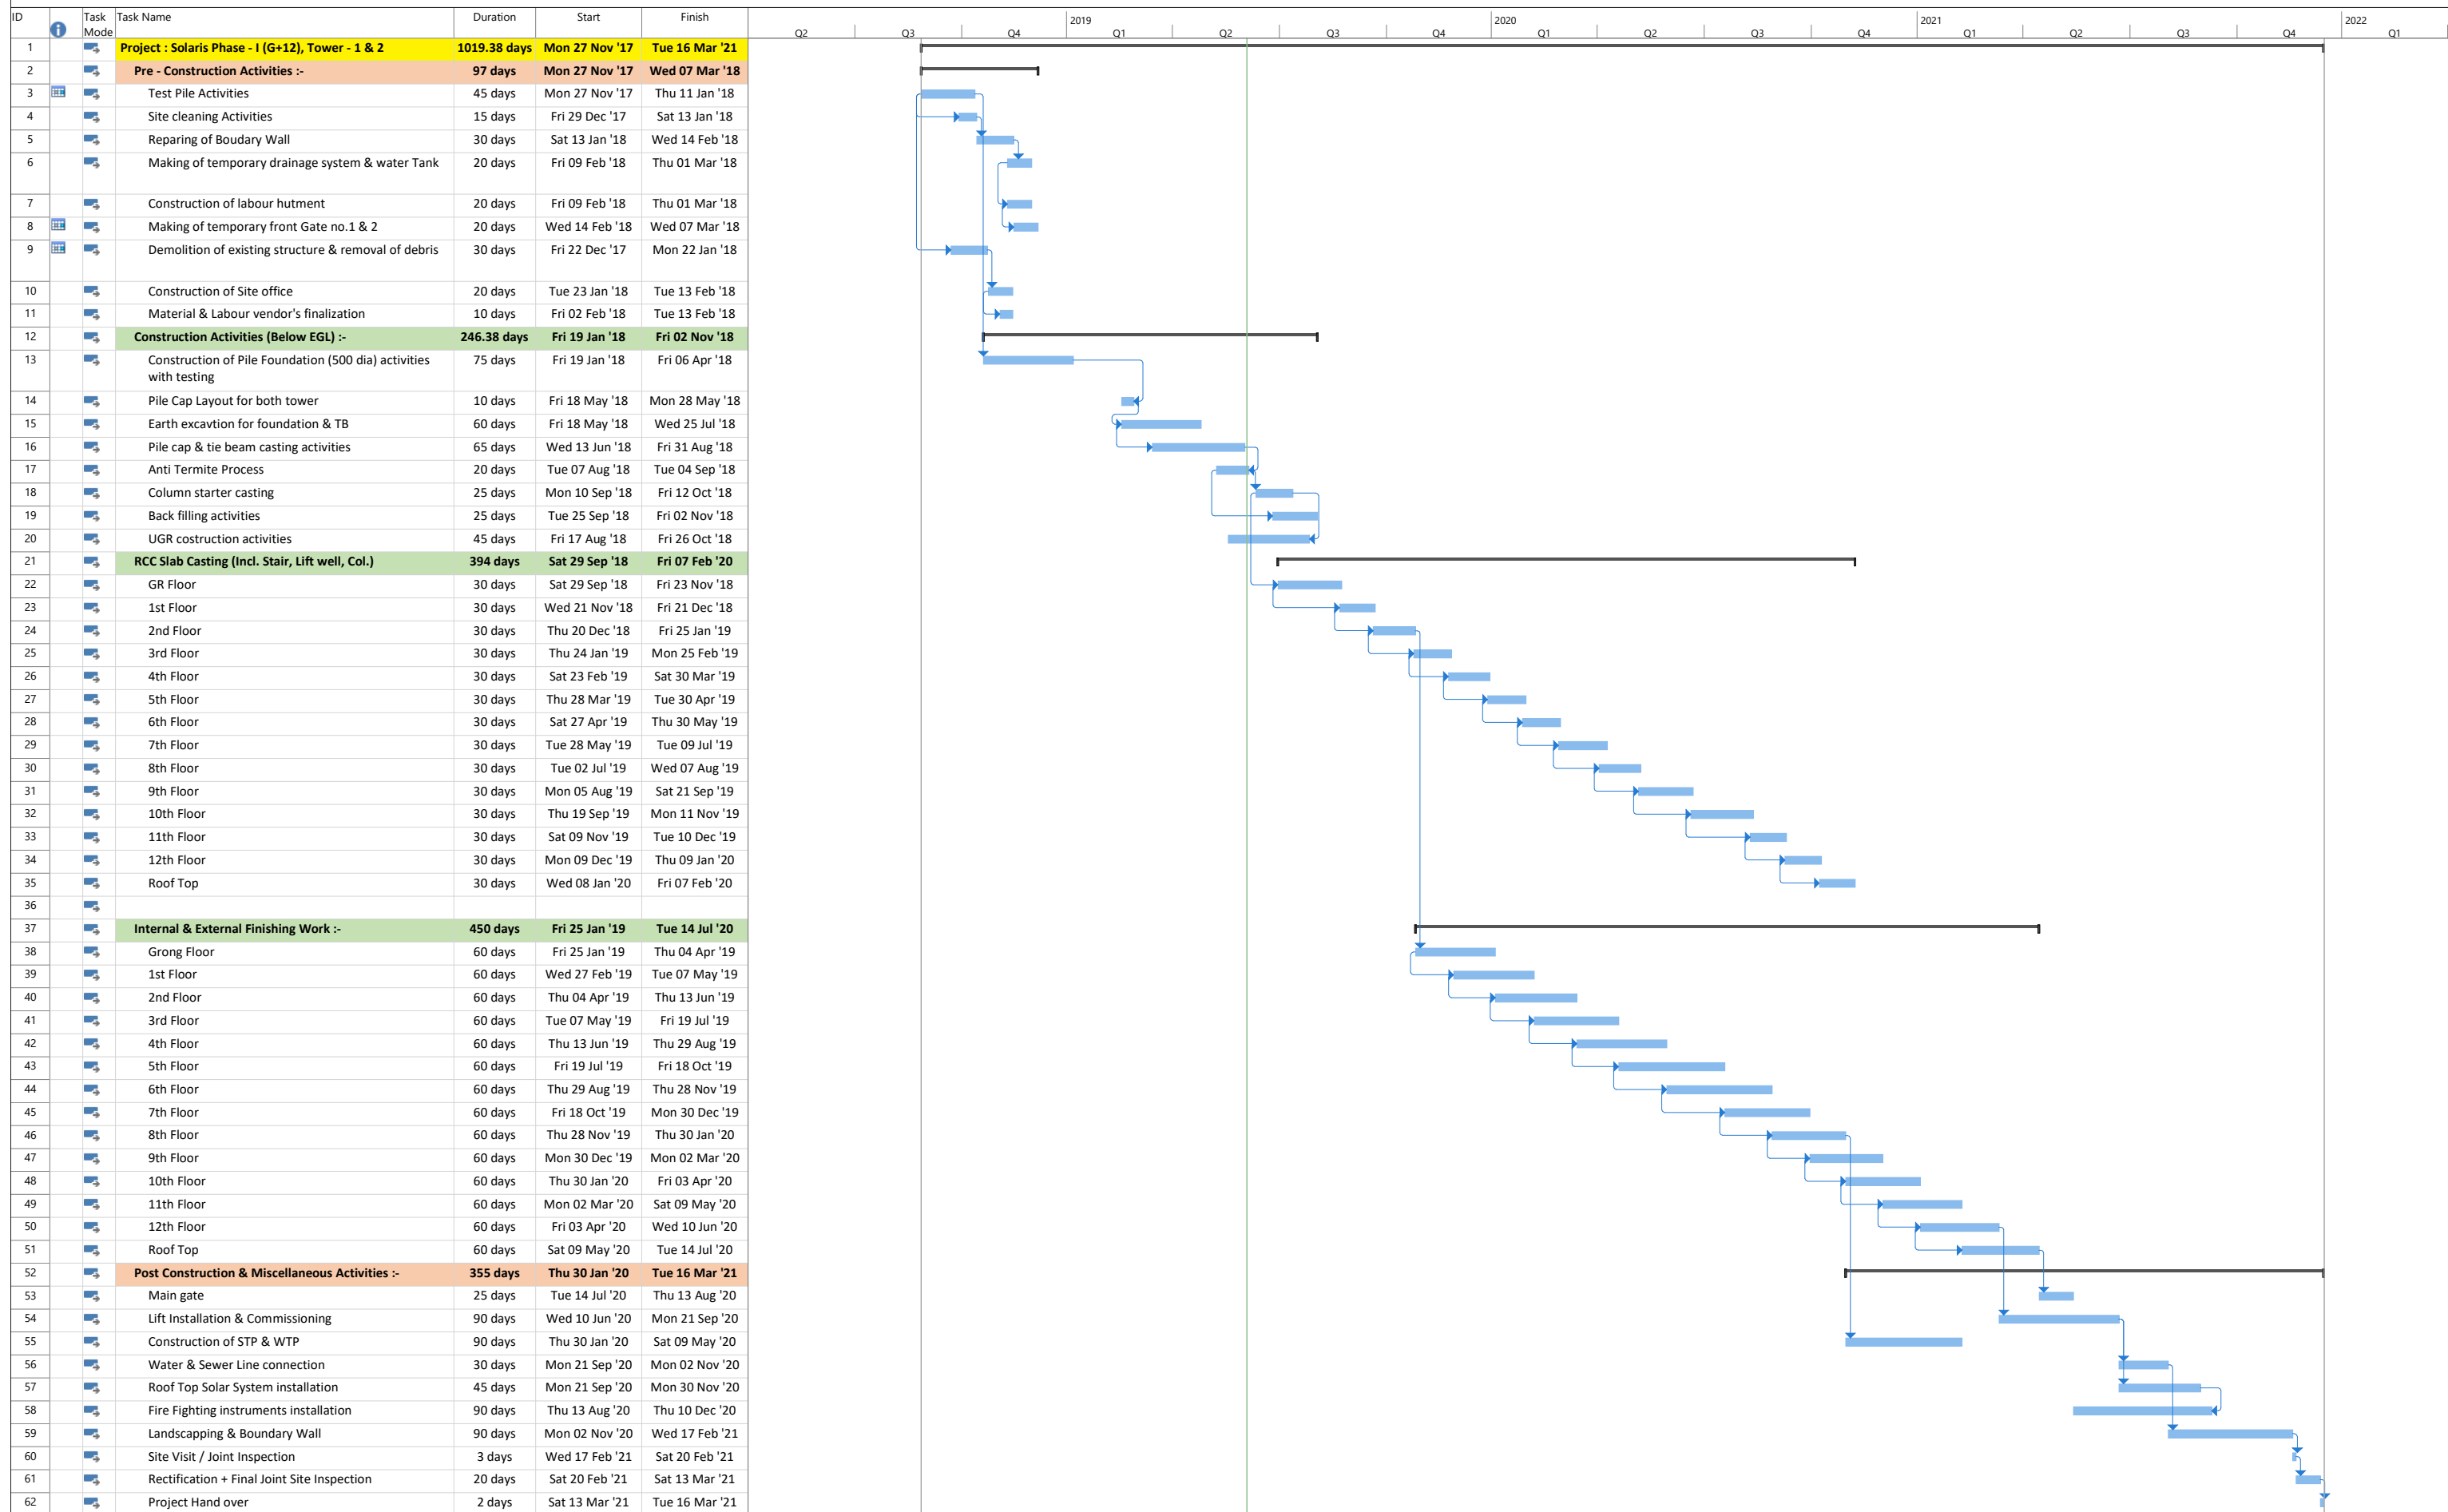 ID Task Mode Task Name Duration Start Finish
2019 2020 2021 2022
Q2 Q3 Q4 Q1 Q2 Q3 Q4 Q1 Q2 Q3 Q4 Q1 Q2 Q3 Q4 Q1
1 Project : Solaris Phase - I (G+12), Tower - 1 & 2 1019.38 days Mon 27 Nov '17 Tue 16 Mar '21
2 Pre - Construction Activities :- 97 days Mon 27 Nov '17 Wed 07 Mar '18
3 Test Pile Activities 45 days Mon 27 Nov '17 Thu 11 Jan '18
4 Site cleaning Activities 15 days Fri 29 Dec '17 Sat 13 Jan '18
5 Reparing of Boudary Wall 30 days Sat 13 Jan '18 Wed 14 Feb '18
6 Making of temporary drainage system & water Tank 20 days Fri 09 Feb '18 Thu 01 Mar '18
7 Construction of labour hutment 20 days Fri 09 Feb '18 Thu 01 Mar '18
8 Making of temporary front Gate no.1 & 2 20 days Wed 14 Feb '18 Wed 07 Mar '18
9 Demolition of existing structure & removal of debris 30 days Fri 22 Dec '17 Mon 22 Jan '18
10 Construction of Site office 20 days Tue 23 Jan '18 Tue 13 Feb '18
11 Material & Labour vendor's finalization 10 days Fri 02 Feb '18 Tue 13 Feb '18
12 Construction Activities (Below EGL) :- 246.38 days Fri 19 Jan '18 Fri 02 Nov '18
13 Construction of Pile Foundation (500 dia) activities 75 days Fri 19 Jan '18 Fri 06 Apr '18
with testing
14 Pile Cap Layout for both tower 10 days Fri 18 May '18 Mon 28 May '18
15 Earth excavtion for foundation & TB 60 days Fri 18 May '18 Wed 25 Jul '18
16 Pile cap & tie beam casting activities 65 days Wed 13 Jun '18 Fri 31 Aug '18
17 Anti Termite Process 20 days Tue 07 Aug '18 Tue 04 Sep '18
18 Column starter casting 25 days Mon 10 Sep '18 Fri 12 Oct '18
19 Back filling activities 25 days Tue 25 Sep '18 Fri 02 Nov '18
20 UGR costruction activities 45 days Fri 17 Aug '18 Fri 26 Oct '18
21 RCC Slab Casting (Incl. Stair, Lift well, Col.) 394 days Sat 29 Sep '18 Fri 07 Feb '20
22 GR Floor 30 days Sat 29 Sep '18 Fri 23 Nov '18
23 1st Floor 30 days Wed 21 Nov '18 Fri 21 Dec '18
24 2nd Floor 30 days Thu 20 Dec '18 Fri 25 Jan '19
25 3rd Floor 30 days Thu 24 Jan '19 Mon 25 Feb '19
26 4th Floor 30 days Sat 23 Feb '19 Sat 30 Mar '19
27 5th Floor 30 days Thu 28 Mar '19 Tue 30 Apr '19
28 6th Floor 30 days Sat 27 Apr '19 Thu 30 May '19
29 7th Floor 30 days Tue 28 May '19 Tue 09 Jul '19
30 8th Floor 30 days Tue 02 Jul '19 Wed 07 Aug '19
31 9th Floor 30 days Mon 05 Aug '19 Sat 21 Sep '19
32 10th Floor 30 days Thu 19 Sep '19 Mon 11 Nov '19
33 11th Floor 30 days Sat 09 Nov '19 Tue 10 Dec '19
34 12th Floor 30 days Mon 09 Dec '19 Thu 09 Jan '20
35 Roof Top 30 days Wed 08 Jan '20 Fri 07 Feb '20
36
37 Internal & External Finishing Work :- 450 days Fri 25 Jan '19 Tue 14 Jul '20
38 Grong Floor 60 days Fri 25 Jan '19 Thu 04 Apr '19
39 1st Floor 60 days Wed 27 Feb '19 Tue 07 May '19
40 2nd Floor 60 days Thu 04 Apr '19 Thu 13 Jun '19
41 3rd Floor 60 days Tue 07 May '19 Fri 19 Jul '19
42 4th Floor 60 days Thu 13 Jun '19 Thu 29 Aug '19
43 5th Floor 60 days Fri 19 Jul '19 Fri 18 Oct '19
44 6th Floor 60 days Thu 29 Aug '19 Thu 28 Nov '19
45 7th Floor 60 days Fri 18 Oct '19 Mon 30 Dec '19
46 8th Floor 60 days Thu 28 Nov '19 Thu 30 Jan '20
47 9th Floor 60 days Mon 30 Dec '19 Mon 02 Mar '20
48 10th Floor 60 days Thu 30 Jan '20 Fri 03 Apr '20
49 11th Floor 60 days Mon 02 Mar '20 Sat 09 May '20
50 12th Floor 60 days Fri 03 Apr '20 Wed 10 Jun '20
51 Roof Top 60 days Sat 09 May '20 Tue 14 Jul '20
52 Post Construction & Miscellaneous Activities :- 355 days Thu 30 Jan '20 Tue 16 Mar '21
53 Main gate 25 days Tue 14 Jul '20 Thu 13 Aug '20
54 Lift Installation & Commissioning 90 days Wed 10 Jun '20 Mon 21 Sep '20
55 Construction of STP & WTP 90 days Thu 30 Jan '20 Sat 09 May '20
56 Water & Sewer Line connection 30 days Mon 21 Sep '20 Mon 02 Nov '20
57 Roof Top Solar System installation 45 days Mon 21 Sep '20 Mon 30 Nov '20
58 Fire Fighting instruments installation 90 days Thu 13 Aug '20 Thu 10 Dec '20
59 Landscapping & Boundary Wall 90 days Mon 02 Nov '20 Wed 17 Feb '21
60 Site Visit / Joint Inspection 3 days Wed 17 Feb '21 Sat 20 Feb '21
61 Rectification + Final Joint Site Inspection 20 days Sat 20 Feb '21 Sat 13 Mar '21
62 Project Hand over 2 days Sat 13 Mar '21 Tue 16 Mar '21